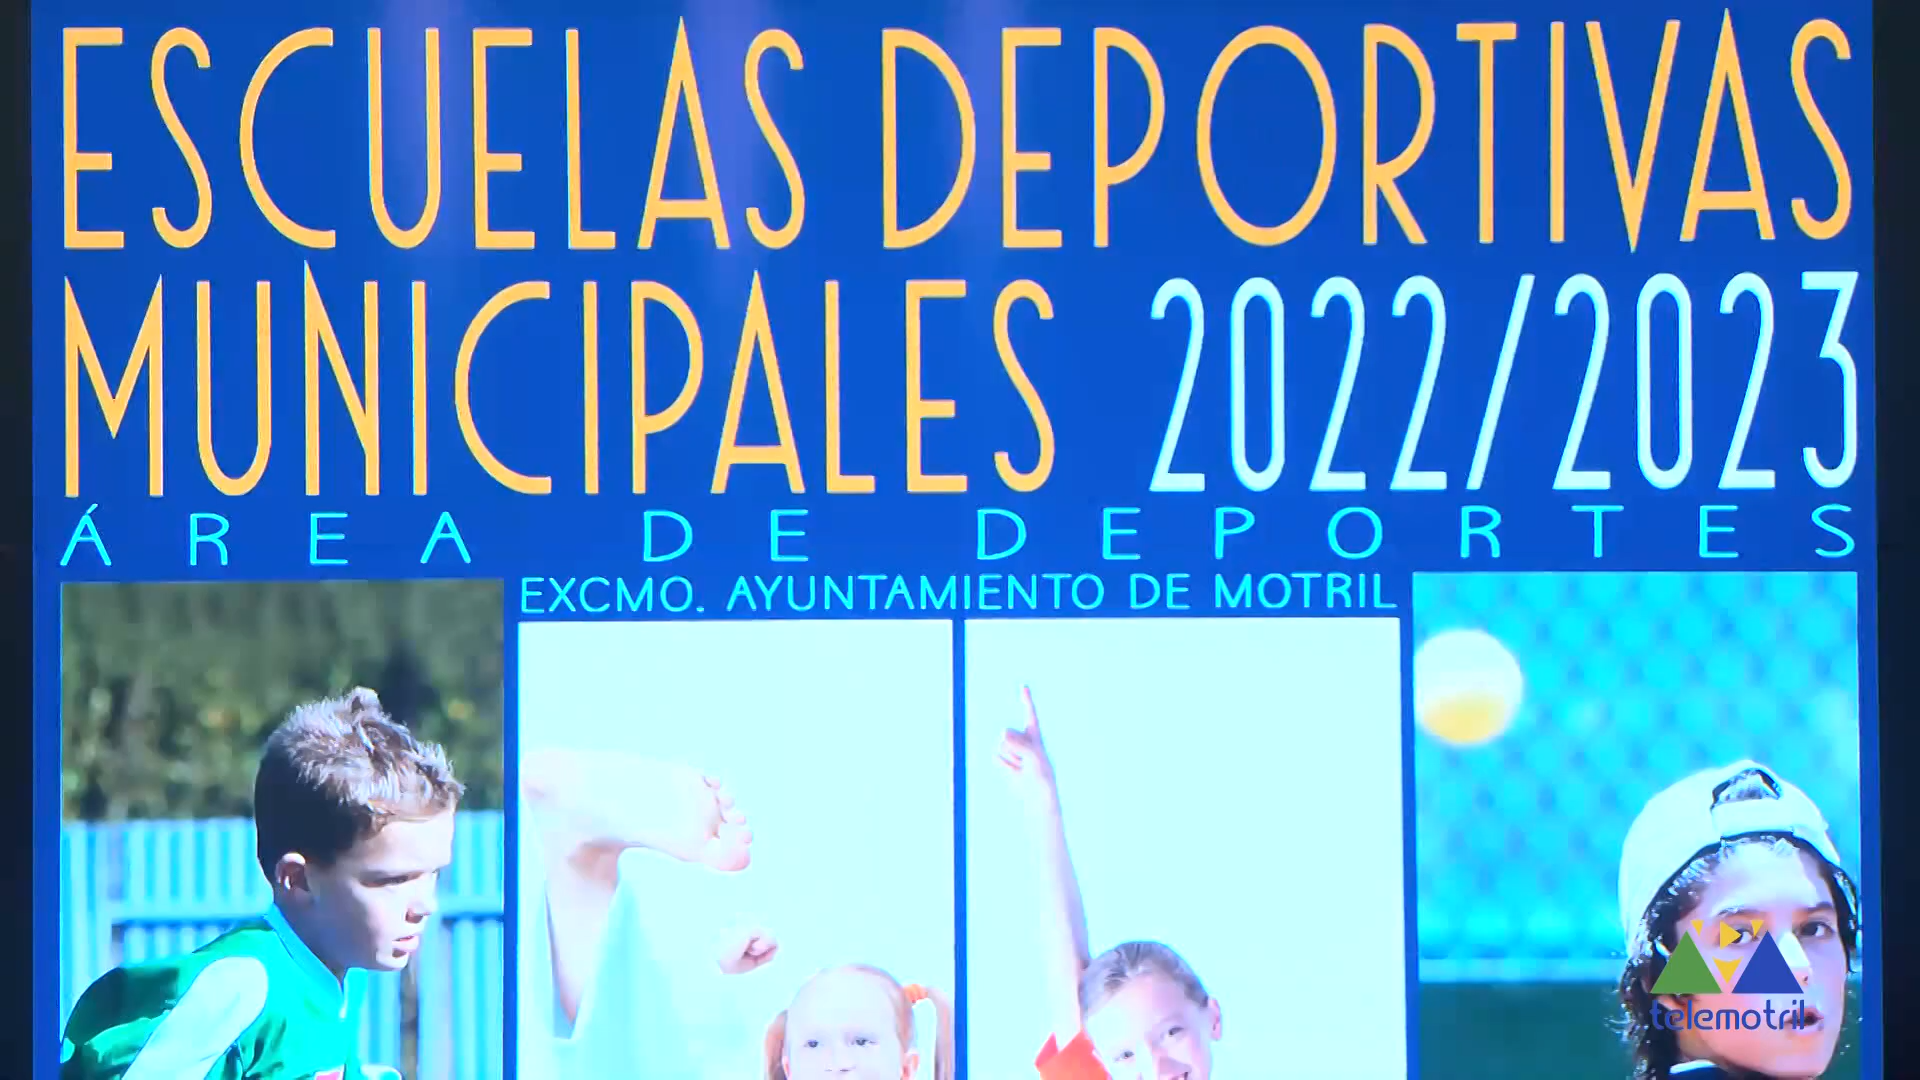 ESCUELAS DEPORTIVAS
MUNICIPALES 2022/2023
ÁREA DE DEPORTES
EXCMO. AYUNTAMIENTO DE MOTRIL
telemotril